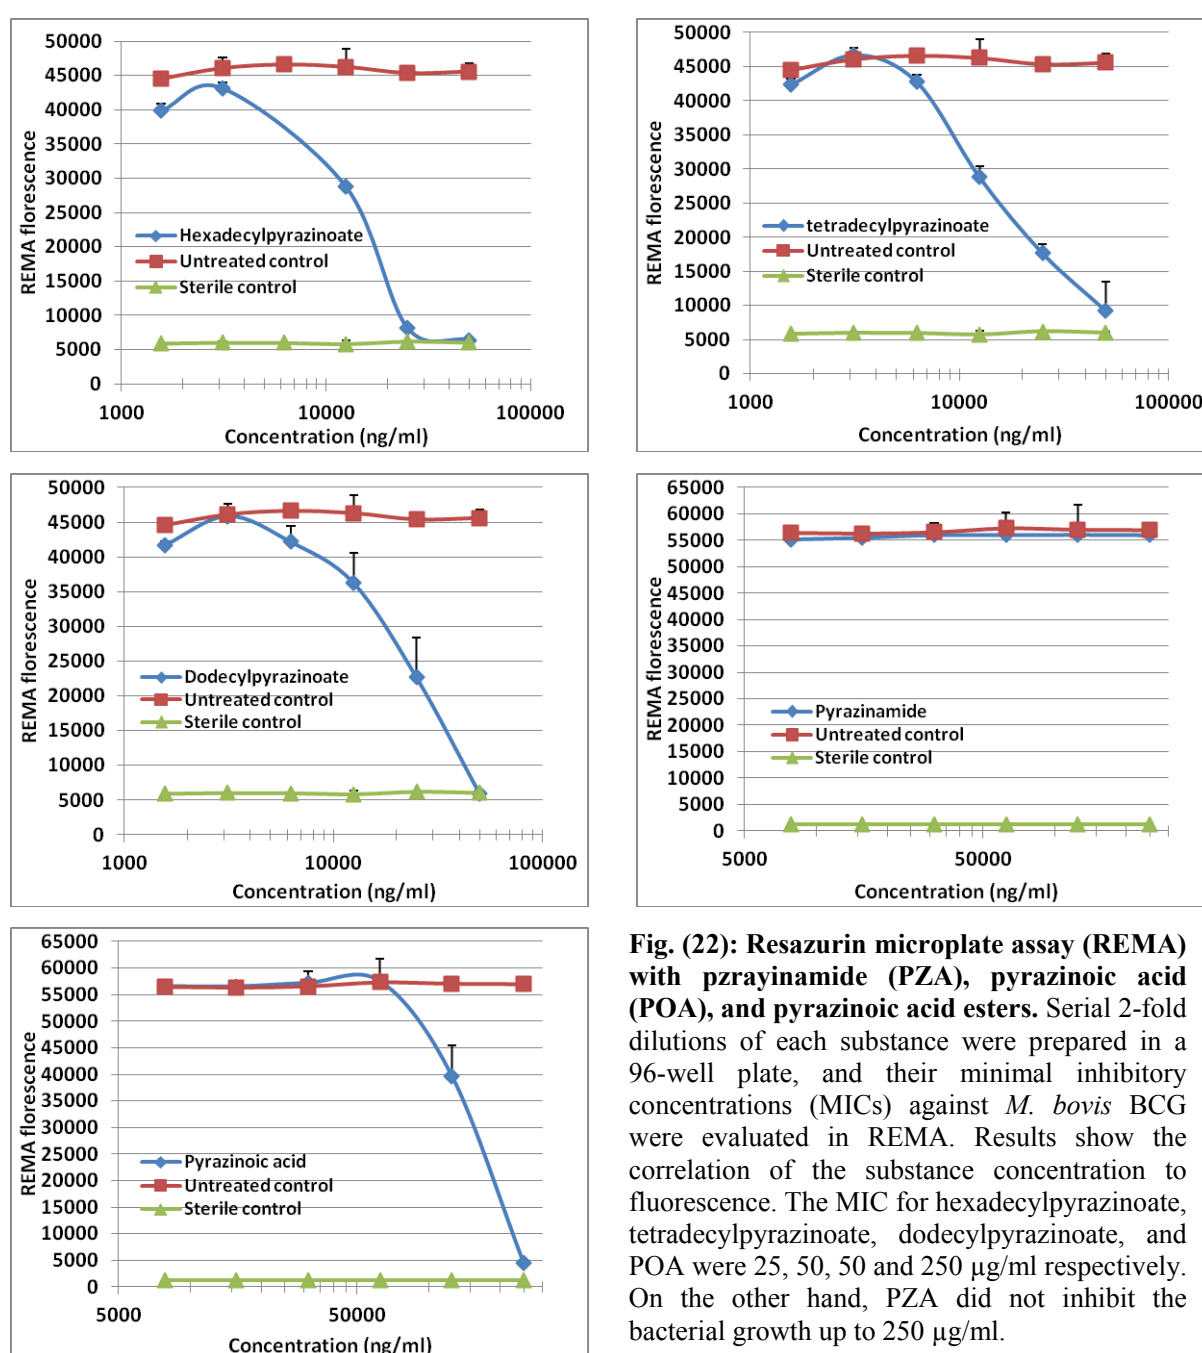 50000
45000
40000
35000
30000
25000
20000
15000
10000
5000
0
REMA florescence
Hexadecylpyrazinoate
Untreated control
Sterile control
1000 10000 100000
Concentration (ng/ml)
50000
45000
40000
35000
30000
25000
20000
15000
10000
5000
0
REMA florescence
tetradecylpyrazinoate
Untreated control
Sterile control
1000 10000 100000
Concentration (ng/ml)
50000
45000
40000
35000
30000
25000
20000
15000
10000
5000
0
REMA florescence
Dodecylpyrazinoate
Untreated control
Sterile control
1000 10000 100000
Concentration (ng/ml)
65000
60000
55000
50000
45000
40000
35000
30000
25000
20000
15000
10000
5000
0
REMA florescence
Pyrazinamide
Untreated control
Sterile control
5000 50000
Concentration (ng/ml)
65000
60000
55000
50000
45000
40000
35000
30000
25000
20000
15000
10000
5000
0
REMA florescence
Pyrazinoic acid
Untreated control
Sterile control
5000 50000
Concentration (ng/ml)
Fig. (22): Resazurin microplate assay (REMA)
with pzrayinamide (PZA), pyrazinoic acid
(POA), and pyrazinoic acid esters. Serial 2-fold
dilutions of each substance were prepared in a
96-well plate, and their minimal inhibitory
concentrations (MICs) against M. bovis BCG
were evaluated in REMA. Results show the
correlation of the substance concentration to
fluorescence. The MIC for hexadecylpyrazinoate,
tetradecylpyrazinoate, dodecylpyrazinoate, and
POA were 25, 50, 50 and 250 µg/ml respectively.
On the other hand, PZA did not inhibit the
bacterial growth up to 250 µg/ml.